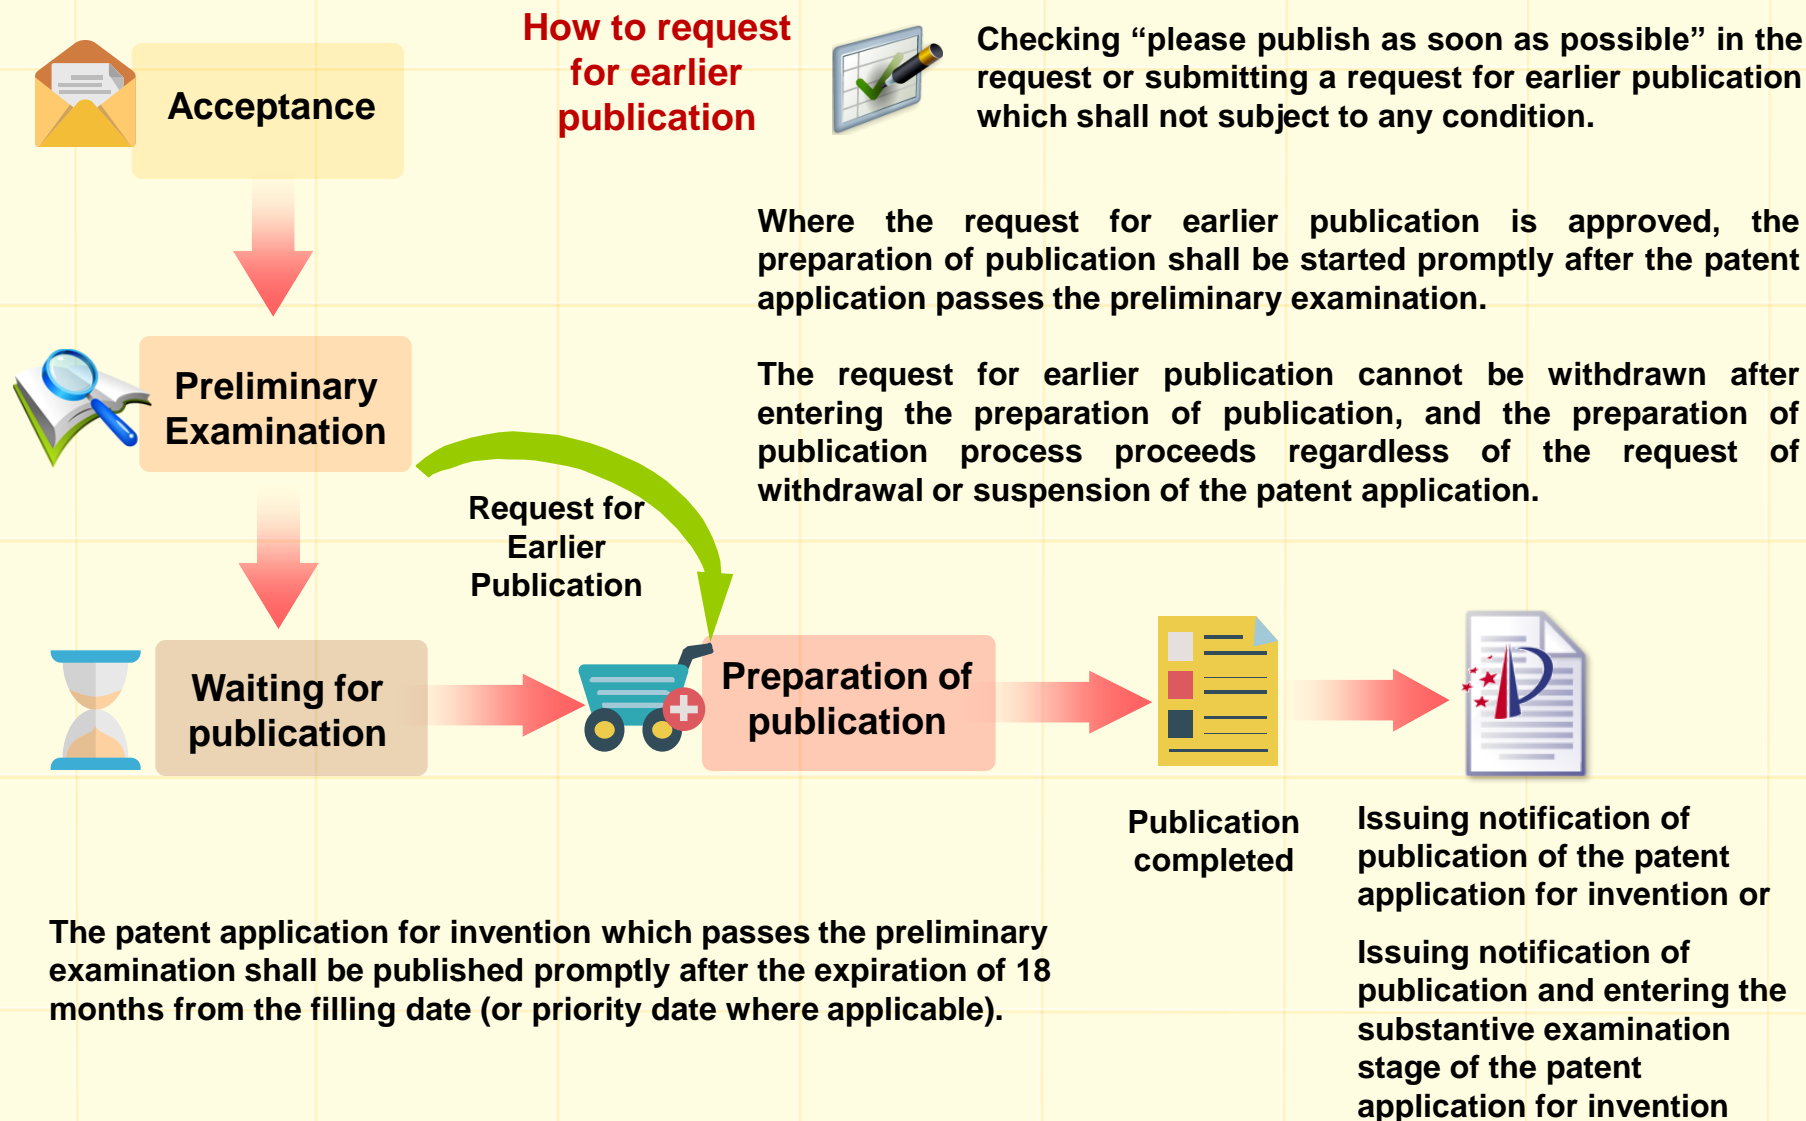 How to request
for earlier
publication
Checking “please publish as soon as possible” in the
request or submitting a request for earlier publication
which shall not subject to any condition.
Acceptance
Where the request for earlier publication is approved, the
preparation of publication shall be started promptly after the patent
application passes the preliminary examination.
Preliminary
Examination
The request for earlier publication cannot be withdrawn after
entering the preparation of publication, and the preparation of
publication process proceeds regardless of the request of
withdrawal or suspension of the patent application.
Request for
Earlier
Publication
Waiting for
publication
Preparation of
publication
Publication
completed
Issuing notification of
publication of the patent
application for invention or
Issuing notification of
publication and entering the
substantive examination
stage of the patent
application for invention
The patent application for invention which passes the preliminary
examination shall be published promptly after the expiration of 18
months from the filling date (or priority date where applicable).